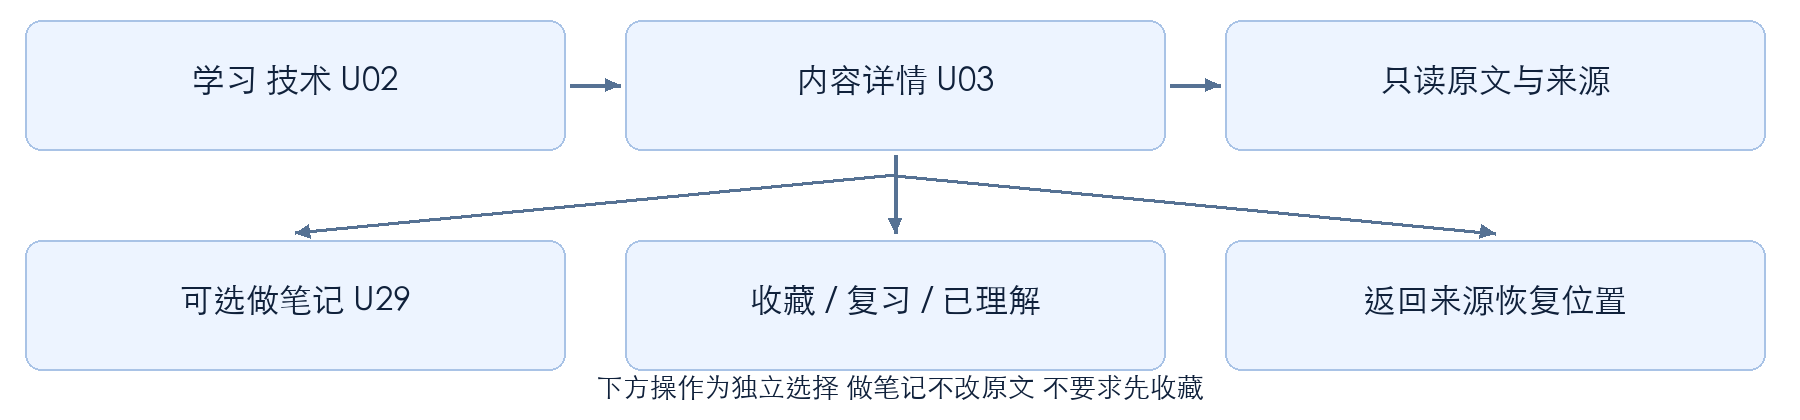 学习 技术 U02
内容详情 U03
只读原文与来源
可选做笔记 U29
收藏 / 复习 / 已理解
返回来源恢复位置
下方操作为独立选择 做笔记不改原文 不要求先收藏